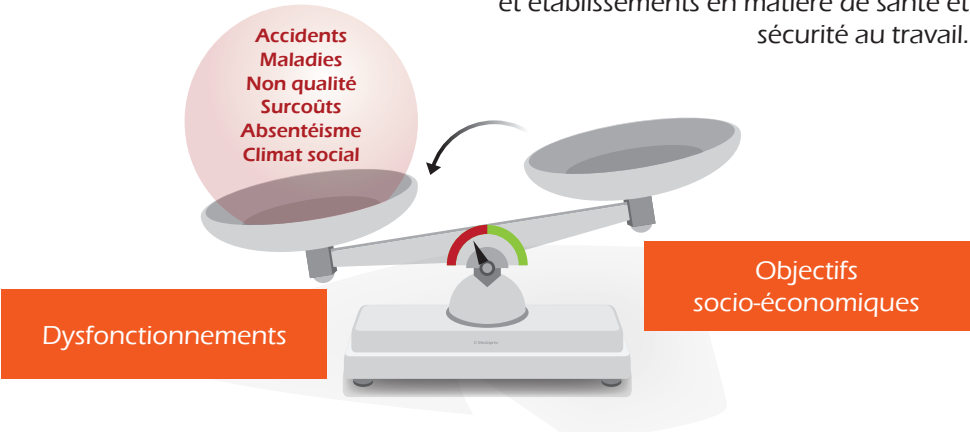 et établissements en matière de santé et
sécurité au travail.
Accidents
Maladies
Non qualité
Surcoûts
Absentéisme
Climat social
Objectifs
socio-économiques
Dysfonctionnements